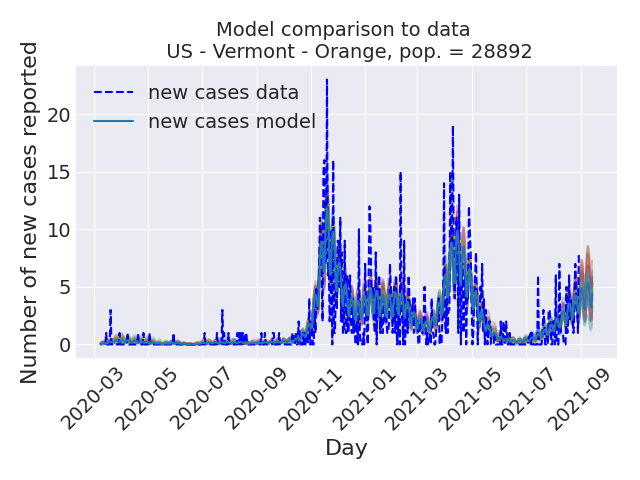 Model comparison to data
US - Vermont - Orange, pop. = 28892
Number of new cases reported
new cases data
new cases model
20
15
10
5
0
2020-03
2020-05
2020-07
2020-09
2020-11
2021-01
2021-03
2021-05
2021-07
2021-09
Day